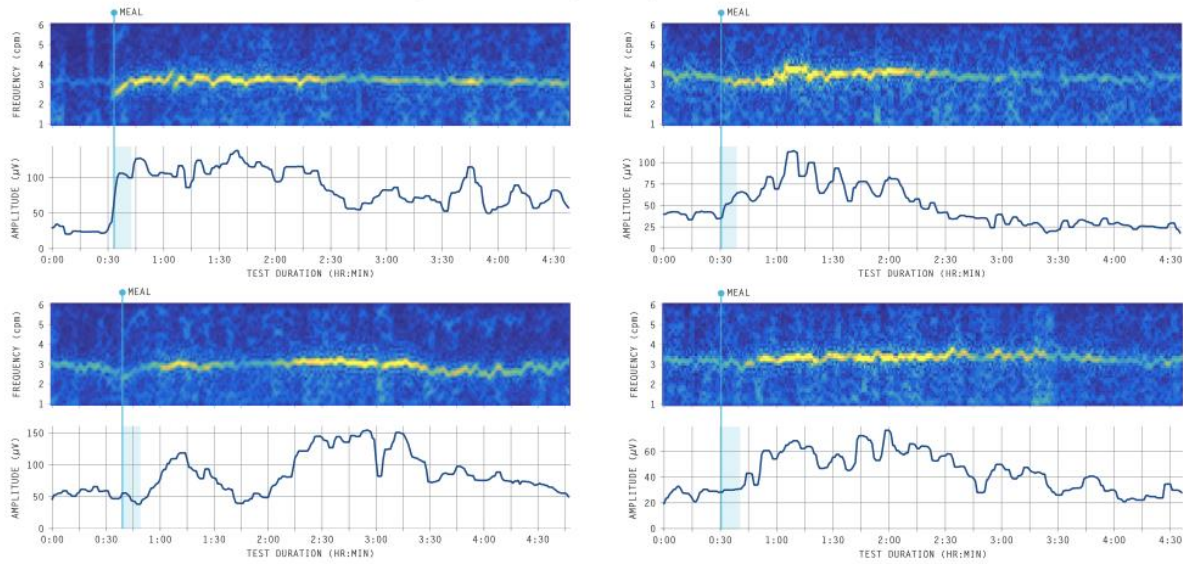 MEAL
FREQUENCY (cpm)
6
5
4
3
2
1
AMPLITUDE (µV)
100
50
0
0:00 0:30 1:00 1:30 2:00 2:30 3:00 3:30 4:00 4:30
TEST DURATION (HR:MIN)
MEAL
FREQUENCY (cpm)
6
5
4
3
2
1
AMPLITUDE (µV)
100
75
50
25
0
0:00 0:30 1:00 1:30 2:00 2:30 3:00 3:30 4:00 4:30
TEST DURATION (HR:MIN)
MEAL
FREQUENCY (cpm)
6
5
4
3
2
1
AMPLITUDE (µV)
150
100
50
0
0:00 0:30 1:00 1:30 2:00 2:30 3:00 3:30 4:00 4:30
TEST DURATION (HR:MIN)
MEAL
FREQUENCY (cpm)
6
5
4
3
2
1
AMPLITUDE (µV)
60
40
20
0
0:00 0:30 1:00 1:30 2:00 2:30 3:00 3:30 4:00 4:30
TEST DURATION (HR:MIN)